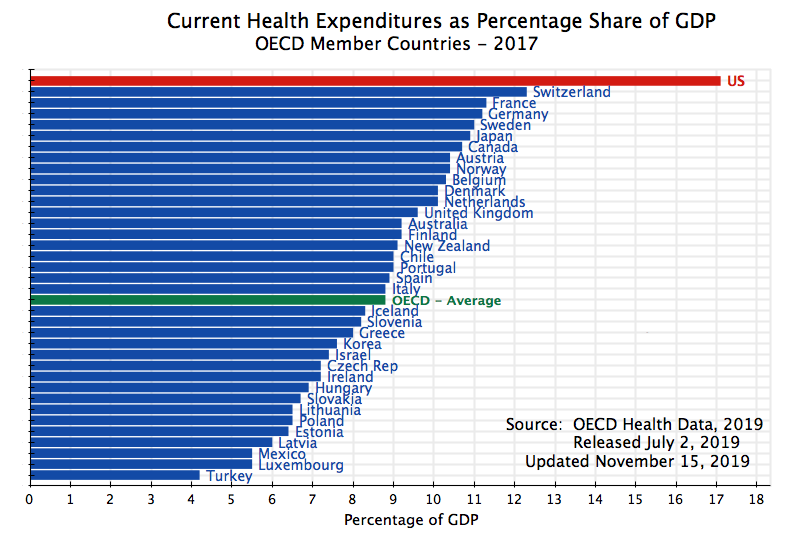 Current Health Expenditures as Percentage Share of GDP
OECD Member Countries – 2017
US
Switzerland
France
Germany
Sweden
Japan
Canada
Austria
Norway
Belgium
Denmark
Netherlands
United Kingdom
Australia
Finland
New Zealand
Chile
Portugal
Spain
Italy
OECD – Average
Iceland
Slovenia
Greece
Korea
Israel
Czech Rep
Ireland
Hungary
Slovakia
Lithuania
Poland
Estonia
Latvia
Mexico
Luxembourg
Turkey
Source: OECD Health Data, 2019
Released July 2, 2019
Updated November 15, 2019
0 1 2 3 4 5 6 7 8 9 10 11 12 13 14 15 16 17 18
Percentage of GDP